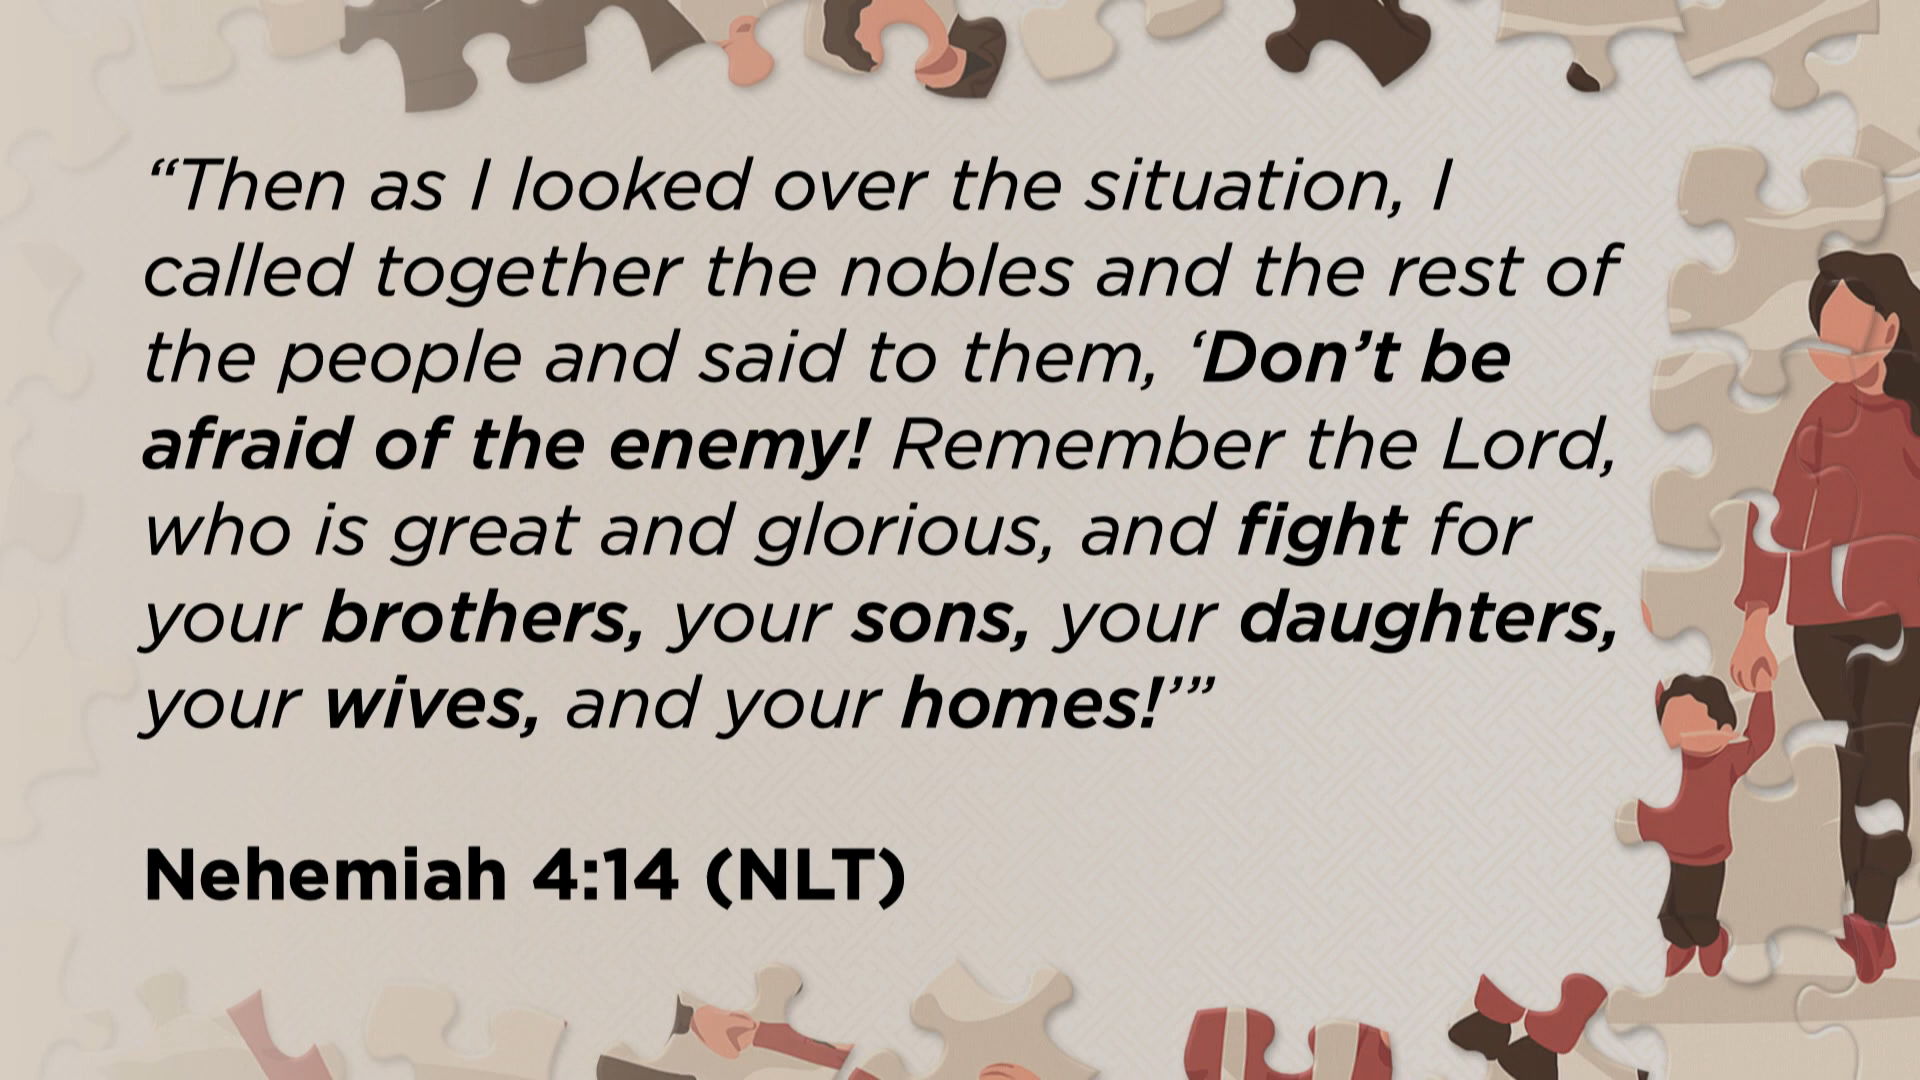 “Then as I looked over the situation, I
called together the nobles and the rest of
the people and said to them, ‘Don’t be
afraid of the enemy! Remember the Lord,
who is great and glorious, and fight for
your brothers, your sons, your daughters,
your wives, and your homes!’”
Nehemiah 4:14 (NLT)